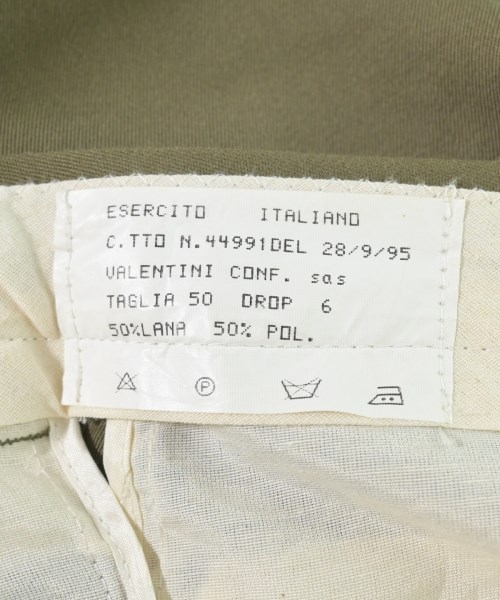 ESERCITO ITALIANO
C.TTO N.44991DEL 28/9/95
VALENTINI CONF. sas
TAGLIA 50 DROP 6
50%LANA 50% POL.
P